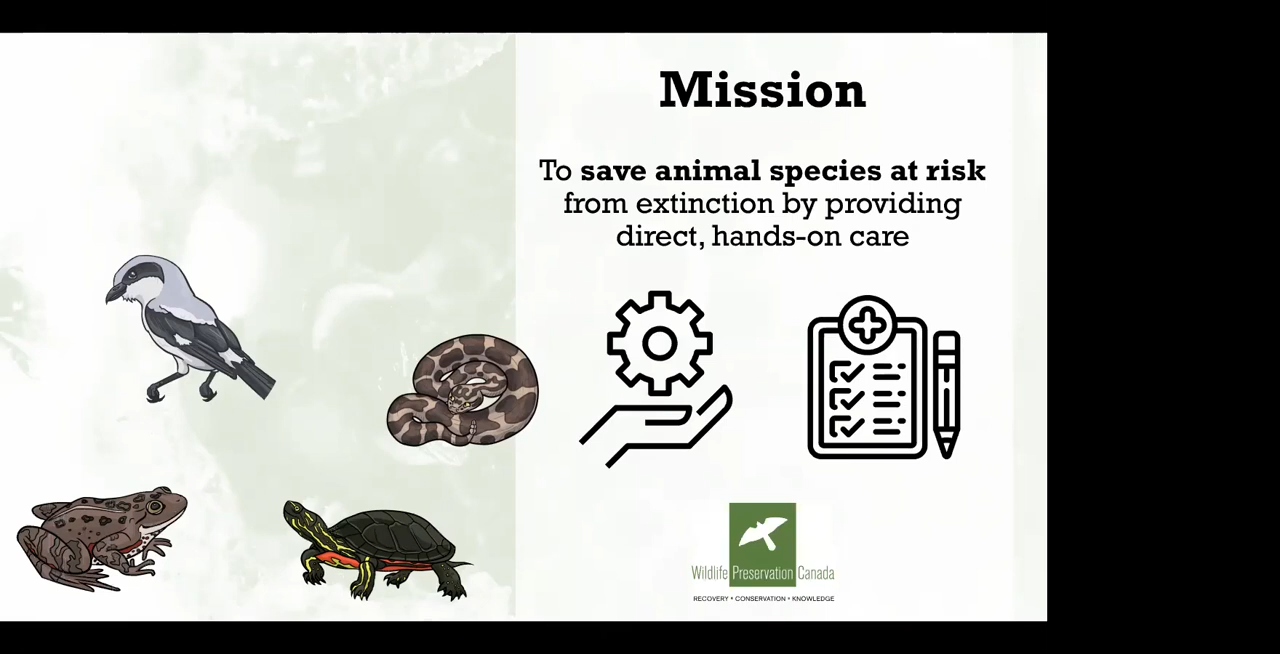 Mission
To save animal species at risk
from extinction by providing
direct, hands-on care
Wildlife Preservation Canada
RECOVERY • CONSERVATION • KNOWLEDGE